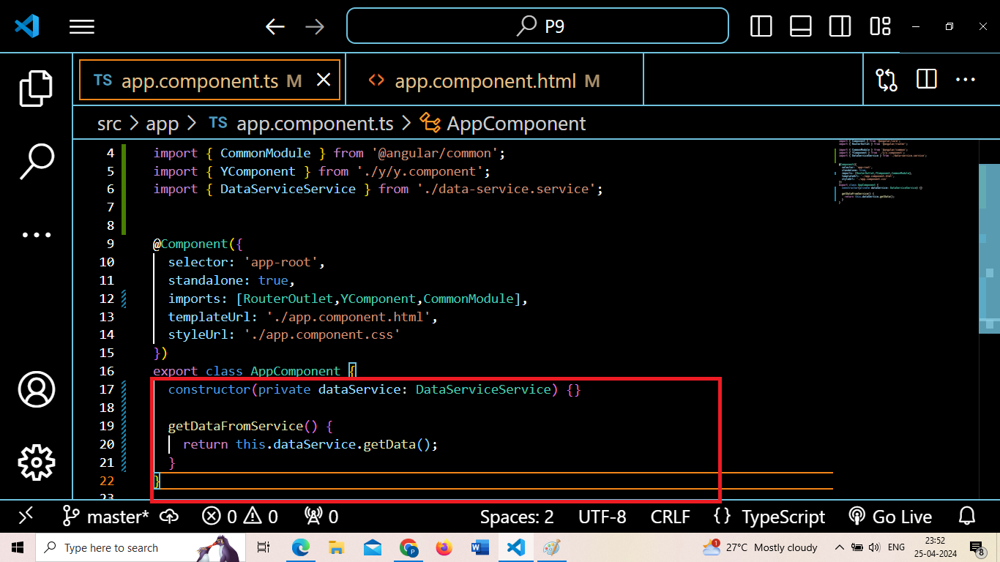 P9
TS app.component.ts M
<> app.component.html M
src > app > TS app.component.ts > AppComponent
4 import { CommonModule } from '@angular/common';
5 import { YComponent } from './y/y.component';
6 import { DataServiceService } from './data-service.service';
7
8
9 @Component({
10 selector: 'app-root',
11 standalone: true,
12 imports: [RouterOutlet,YComponent,CommonModule],
13 templateUrl: './app.component.html',
14 styleUrl: './app.component.css'
15 })
16 export class AppComponent {
17 constructor(private dataService: DataServiceService) {}
18
19 getDataFromService() {
20 return this.dataService.getData();
21 }
22 }
23
master* 0 0 0 Spaces: 2 UTF-8 CRLF {} TypeScript Go Live
Type here to search
1 27°C Mostly cloudy ENG 23:52
25-04-2024 8